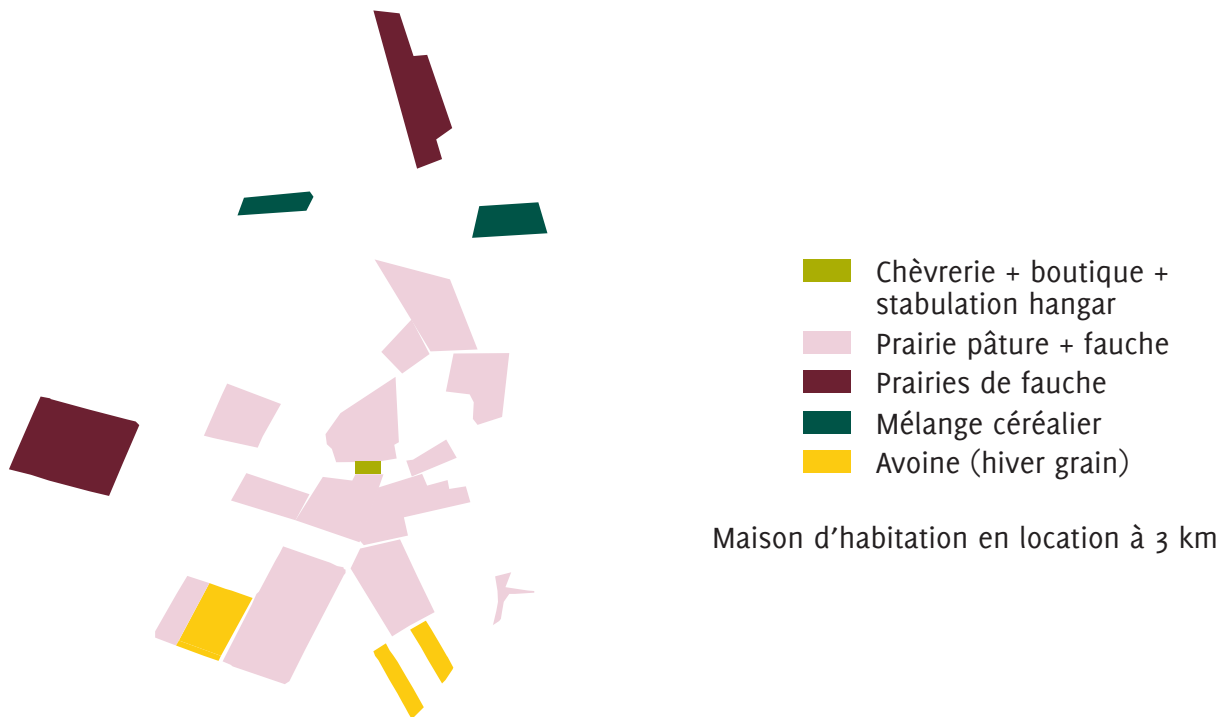 Chèvrerie + boutique +
stabulation hangar
Prairie pâture + fauche
Prairies de fauche
Mélange céréalier
Avoine (hiver grain)
Maison d'habitation en location à 3 km